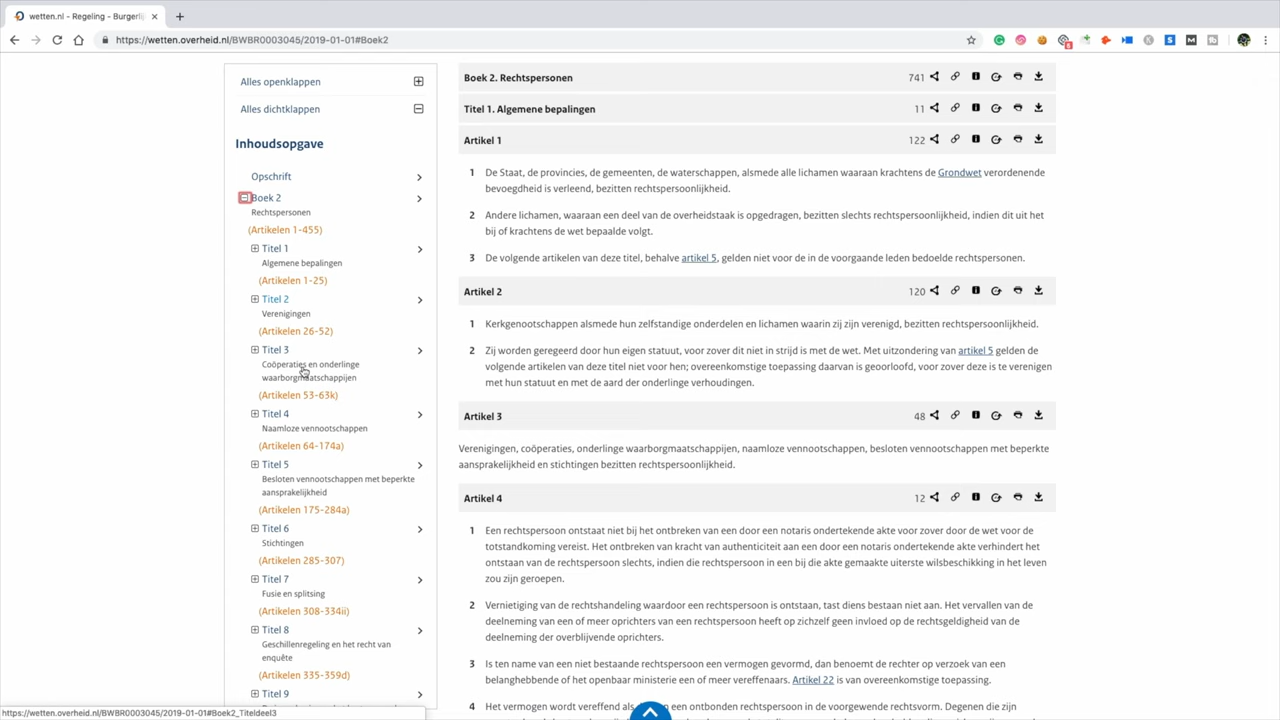 wetten.nl - Regeling - Burgerlij
https://wetten.overheid.nl/BWBR0003045/2019-01-01#Boek2
Alles openklappen
Alles dichtklappen
Inhoudsopgave
Opschrift
Boek 2
Rechtspersonen
(Artikelen 1-455)
Titel 1
Algemene bepalingen
(Artikelen 1-25)
Titel 2
Verenigingen
(Artikelen 26-52)
Titel 3
Coöperaties en onderlinge
waarborgmaatschappijen
(Artikelen 53-63k)
Titel 4
Naamloze vennootschappen
(Artikelen 64-174a)
Titel 5
Besloten vennootschappen met beperkte
aansprakelijkheid
(Artikelen 175-284a)
Titel 6
Stichtingen
(Artikelen 285-307)
Titel 7
Fusie en splitsing
(Artikelen 308-334ii)
Titel 8
Geschillenregeling en het recht van
enquête
(Artikelen 335-359d)
Titel 9
https://wetten.overheid.nl/BWBR0003045/2019-01-01#Boek2_Titeldeel3
Boek 2. Rechtspersonen 741
Titel 1. Algemene bepalingen 11
Artikel 1 122
1 De Staat, de provincies, de gemeenten, de waterschappen, alsmede alle lichamen waaraan krachtens de Grondwet verordenende
bevoegdheid is verleend, bezitten rechtspersoonlijkheid.
2 Andere lichamen, waaraan een deel van de overheidstaak is opgedragen, bezitten slechts rechtspersoonlijkheid, indien dit uit het
bij of krachtens de wet bepaalde volgt.
3 De volgende artikelen van deze titel, behalve artikel 5, gelden niet voor de in de voorgaande leden bedoelde rechtspersonen.
Artikel 2 120
1 Kerkgenootschappen alsmede hun zelfstandige onderdelen en lichamen waarin zij zijn verenigd, bezitten rechtspersoonlijkheid.
2 Zij worden geregeerd door hun eigen statuut, voor zover dit niet in strijd is met de wet. Met uitzondering van artikel 5 gelden de
volgende artikelen van deze titel niet voor hen; overeenkomstige toepassing daarvan is geoorloofd, voor zover deze is te verenigen
met hun statuut en met de aard der onderlinge verhoudingen.
Artikel 3 48
Verenigingen, coöperaties, onderlinge waarborgmaatschappijen, naamloze vennootschappen, besloten vennootschappen met beperkte
aansprakelijkheid en stichtingen bezitten rechtspersoonlijkheid.
Artikel 4 12
1 Een rechtspersoon ontstaat niet bij het ontbreken van een door een notaris ondertekende akte voor zover door de wet voor de
totstandkoming vereist. Het ontbreken van kracht van authenticiteit aan een door een notaris ondertekende akte verhindert het
ontstaan van de rechtspersoon slechts, indien die rechtspersoon in een bij die akte gemaakte uiterste wilsbeschikking in het leven
zou zijn geroepen.
2 Vernietiging van de rechtshandeling waardoor een rechtspersoon is ontstaan, tast diens bestaan niet aan. Het vervallen van de
deelneming van een of meer oprichters van een rechtspersoon heeft op zichzelf geen invloed op de rechtsgeldigheid van de
deelneming der overblijvende oprichters.
3 Is ten name van een niet bestaande rechtspersoon een vermogen gevormd, dan benoemt de rechter op verzoek van een
belanghebbende of het openbaar ministerie een of meer vereffenaars. Artikel 22 is van overeenkomstige toepassing.
4 Het vermogen wordt vereffend als dat van een ontbonden rechtspersoon in de voorgewende rechtsvorm. Degenen die zijn